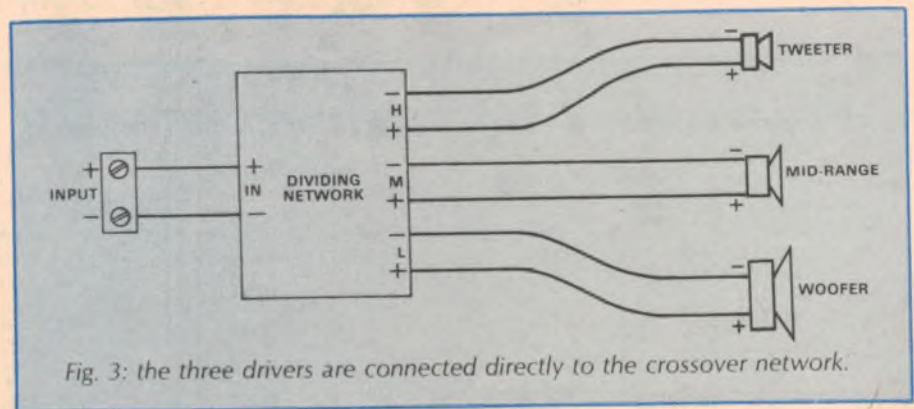 − TWEETER
− H +
+
+ INPUT −
+ IN −
DIVIDING
NETWORK
− M +
− MID-RANGE
+
− L +
− WOOFER
+
Fig. 3: the three drivers are connected directly to the crossover network.